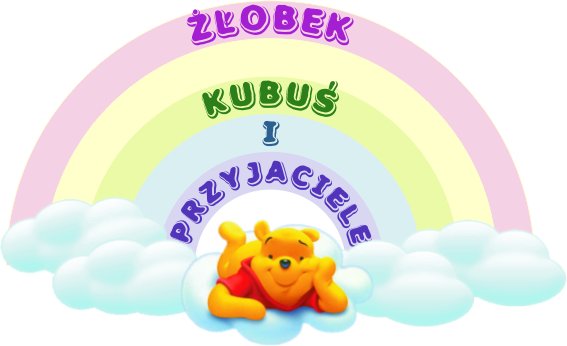 ŻŁOBEK
KUBUŚ
I
PRZYJACIELE